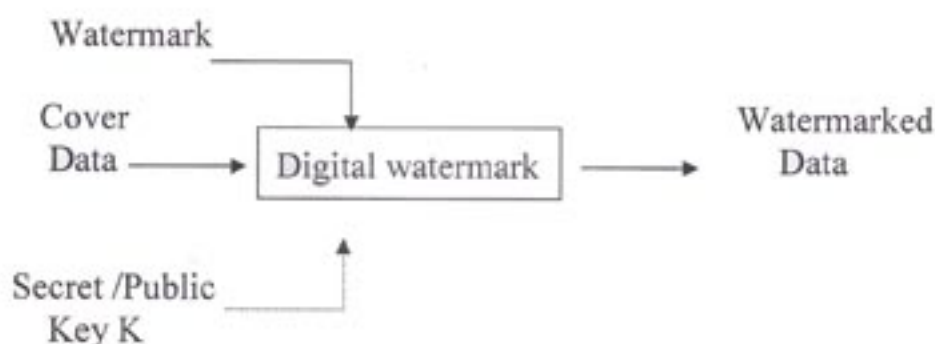 Watermark
Cover
Data
Digital watermark
Watermarked
Data
Secret /Public
Key K